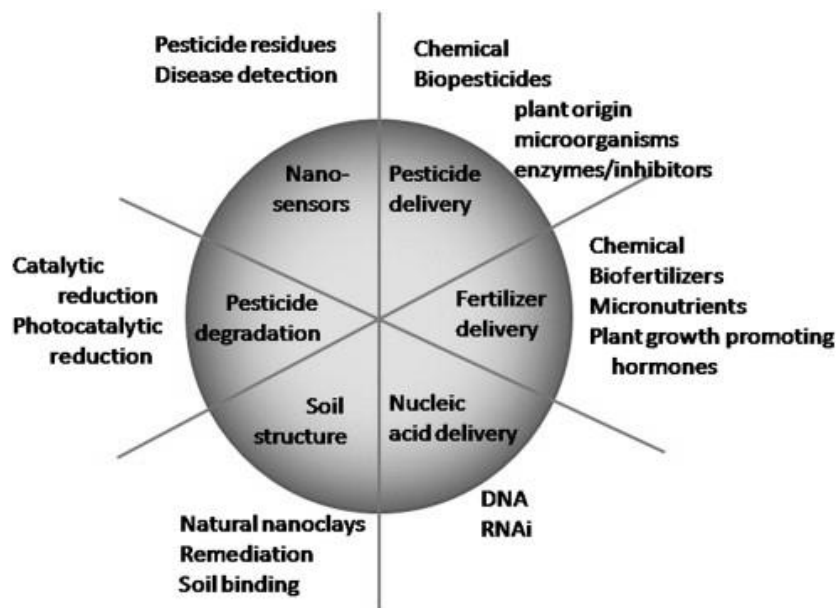 Pesticide residues
Disease detection
Chemical
Biopesticides
plant origin
microorganisms
enzymes/inhibitors
Nano-
sensors
Pesticide
delivery
Catalytic
reduction
Photocatalytic
reduction
Pesticide
degradation
Fertilizer
delivery
Chemical
Biofertilizers
Micronutrients
Plant growth promoting
hormones
Soil
structure
Nucleic
acid delivery
Natural nanoclays
Remediation
Soil binding
DNA
RNAi